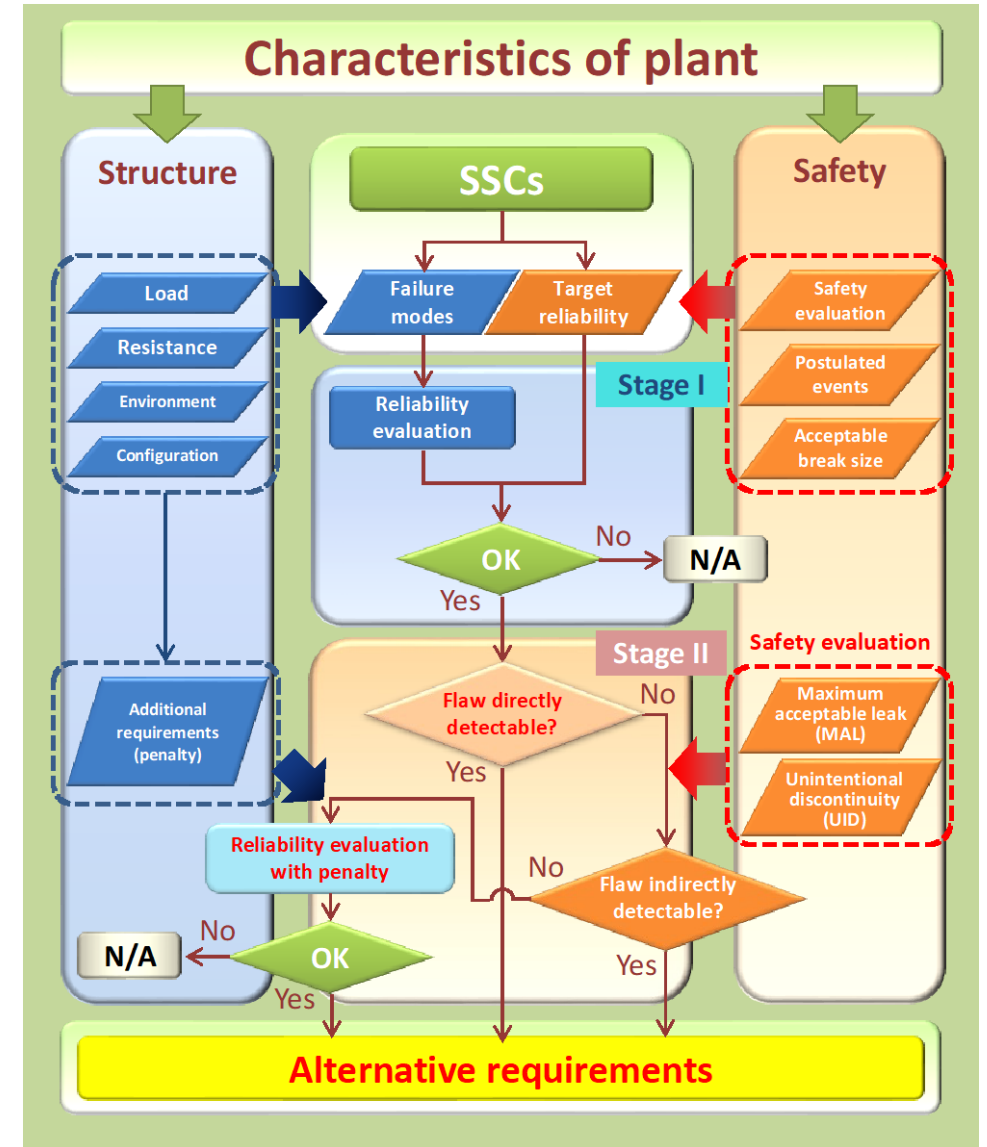 Characteristics of plant
Structure
SSCs
Safety
Load
Resistance
Environment
Configuration
Failure
modes
Target
reliability
Safety
evaluation
Postulated
events
Acceptable
break size
Stage I
Reliability
evaluation
OK
No
N/A
Yes
Stage II
Safety evaluation
Flaw directly
detectable?
No
Yes
Maximum
acceptable leak
(MAL)
Unintentional
discontinuity
(UID)
Additional
requirements
(penalty)
Reliability evaluation
with penalty
No
Flaw indirectly
detectable?
Yes
OK
No
N/A
Yes
Alternative requirements